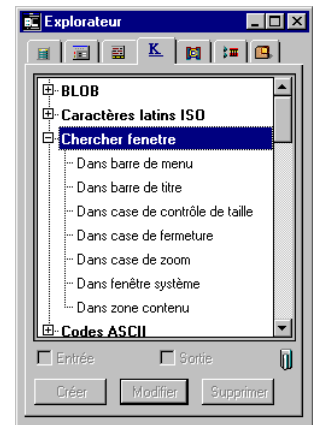 Explorateur
K
BLOB
Caractères latins ISO
Chercher fenetre
Dans barre de menu
Dans barre de titre
Dans case de contrôle de taille
Dans case de fermeture
Dans case de zoom
Dans fenêtre système
Dans zone contenu
Codes ASCII
Entrée Sortie
Créer Modifier Supprimer